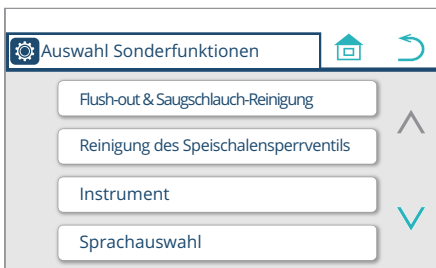 Auswahl Sonderfunktionen
Flush-out & Saugschlauch-Reinigung
Reinigung des Speischalensperrventils
Instrument
Sprachauswahl